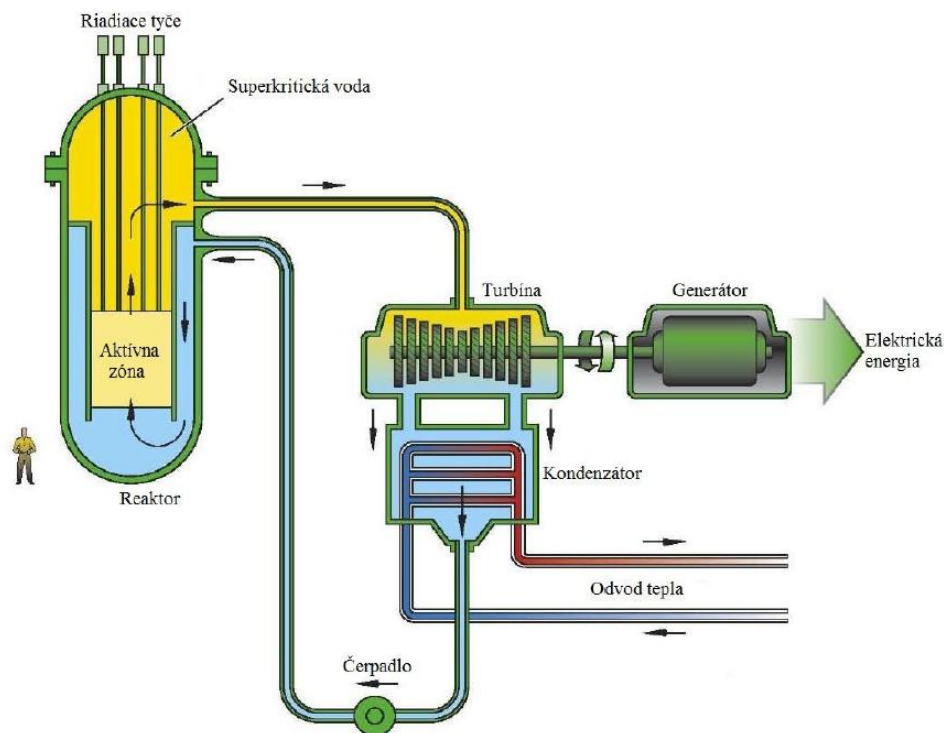 Riadiace tyče
Superkritická voda
Turbína
Generátor
Elektrická
energia
Aktívna
zóna
Kondenzátor
Reaktor
Odvod tepla
Čerpadlo